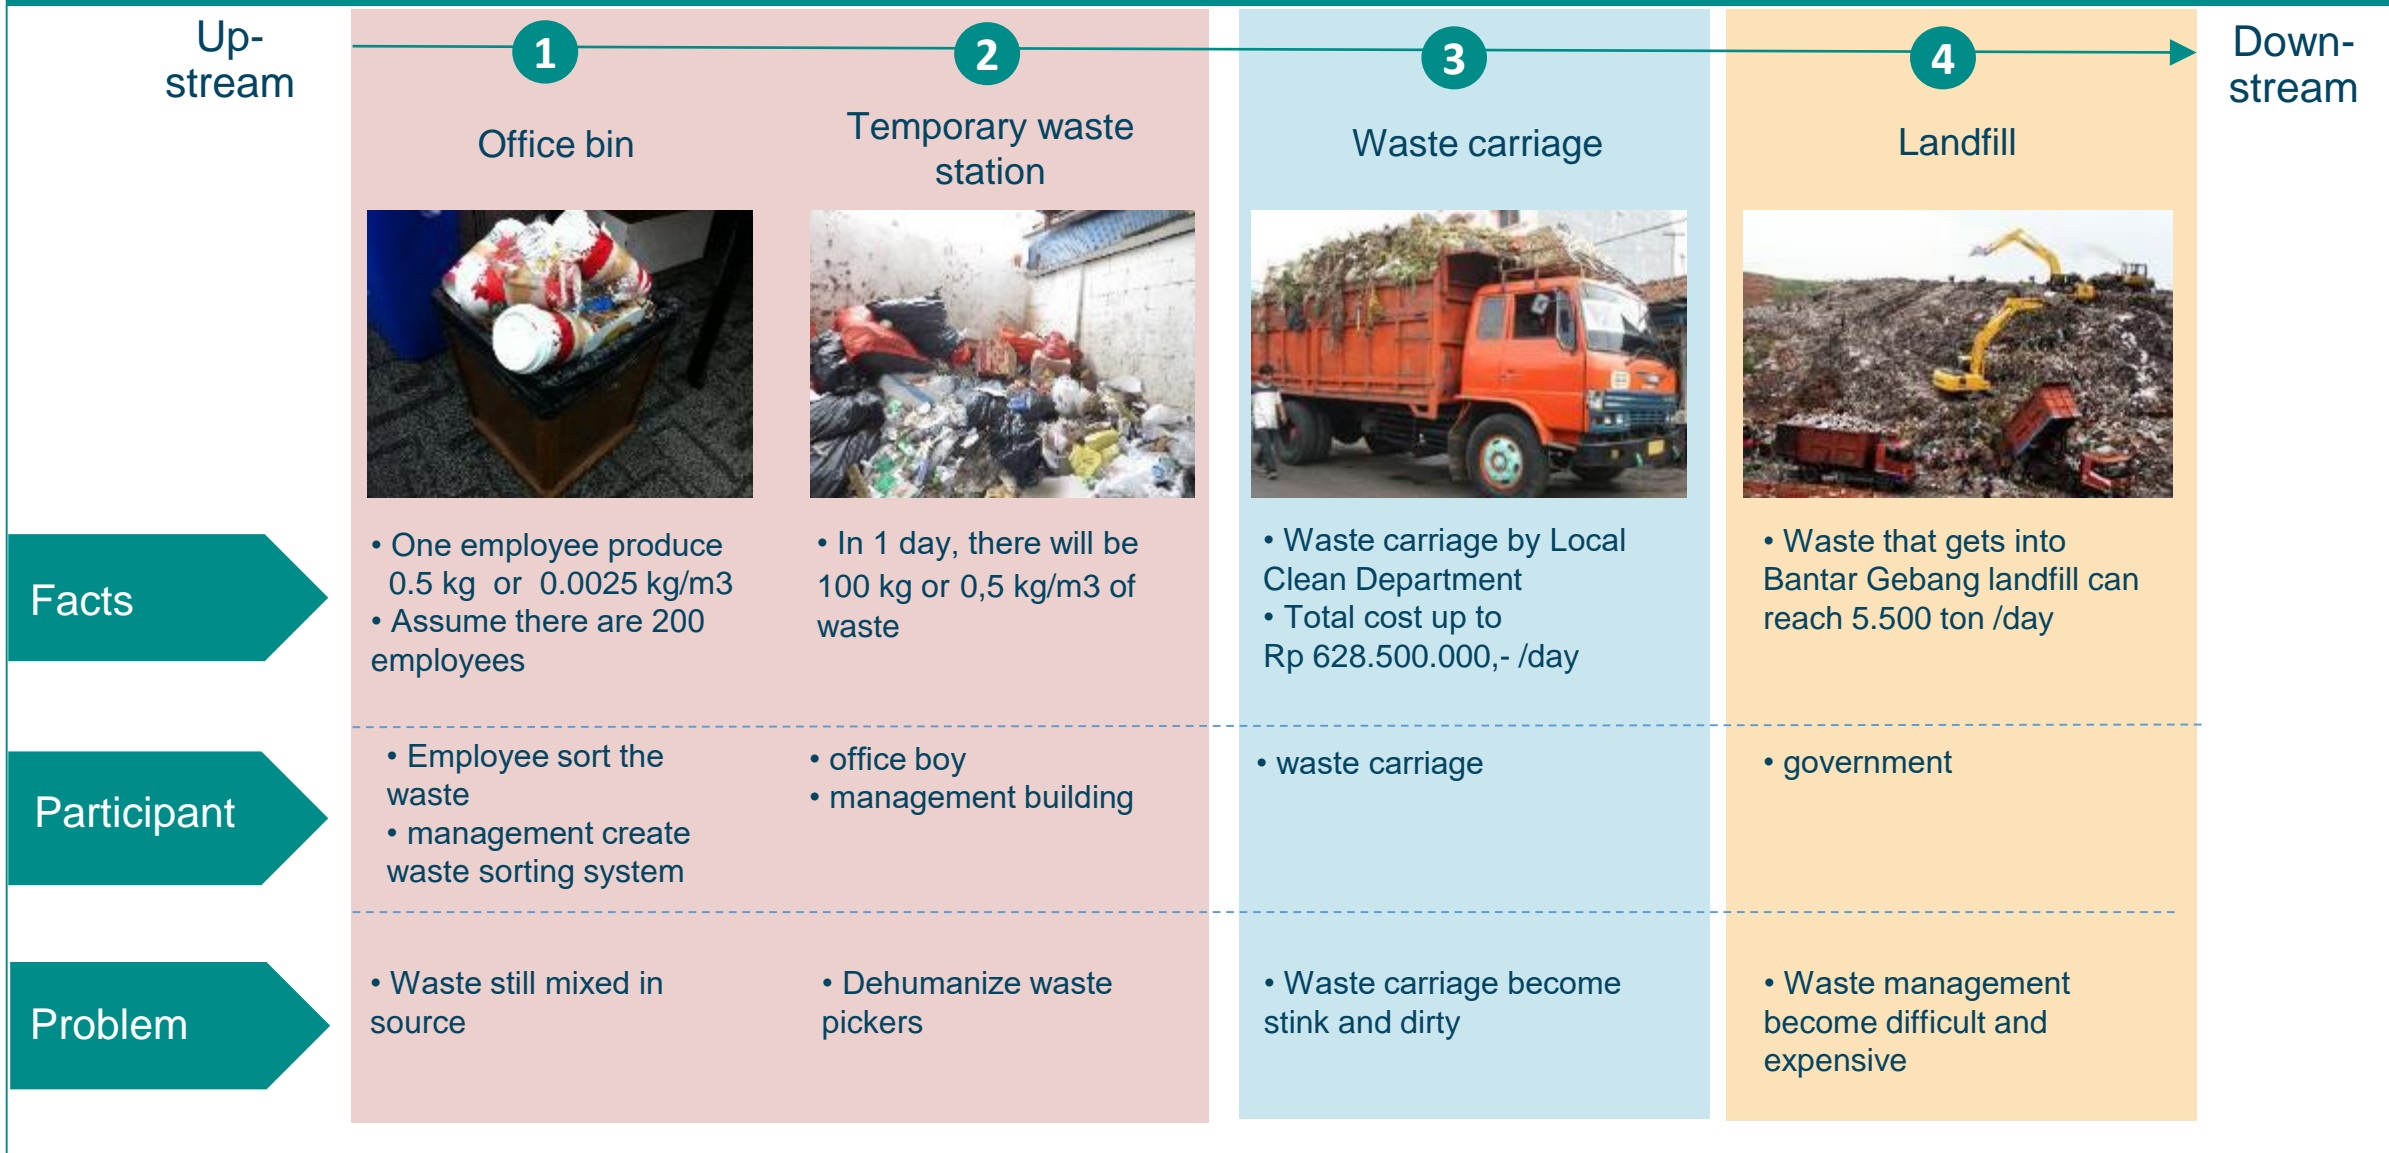 Up-
stream
1
2
3
4
Down-
stream
Office bin
Temporary waste
station
Waste carriage
Landfill
Facts
• One employee produce
0.5 kg  or  0.0025 kg/m3
• Assume there are 200
employees
• In 1 day, there will be
100 kg or 0,5 kg/m3 of
waste
• Waste carriage by Local
Clean Department
• Total cost up to
Rp 628.500.000,- /day
• Waste that gets into
Bantar Gebang landfill can
reach 5.500 ton /day
Participant
• Employee sort the
waste
• management create
waste sorting system
• office boy
• management building
• waste carriage
• government
Problem
• Waste still mixed in
source
• Dehumanize waste
pickers
• Waste carriage become
stink and dirty
• Waste management
become difficult and
expensive